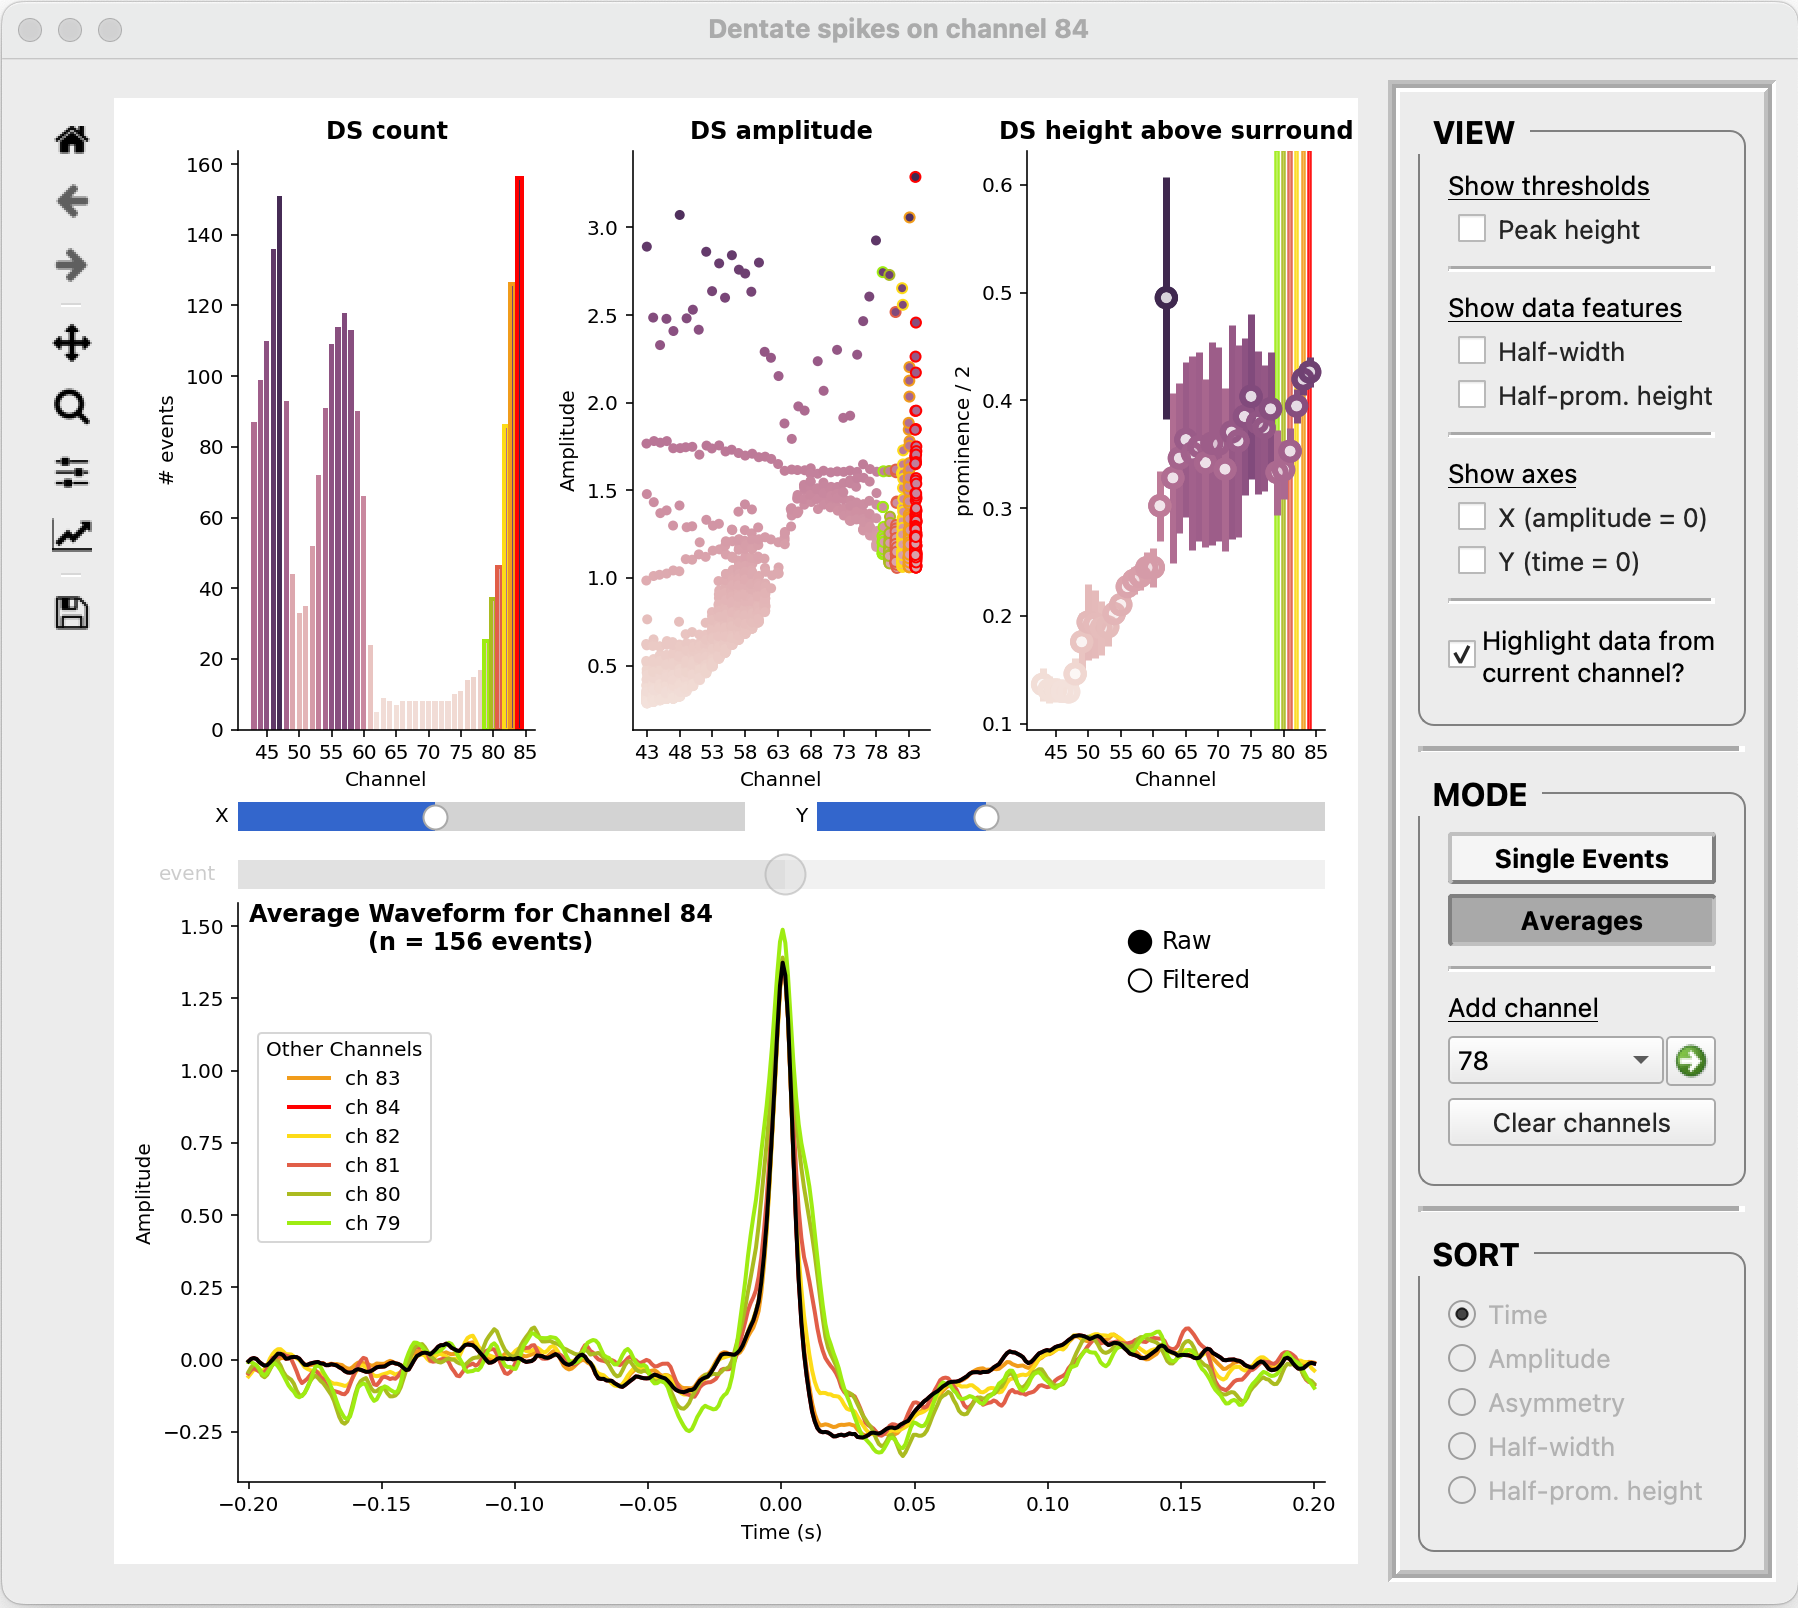 Dentate spikes on channel 84
DS count
DS amplitude
DS height above surround
# events
160
140
120
100
80
60
40
20
0
45 50 55 60 65 70 75 80 85
Channel
Amplitude
3.0
2.5
2.0
1.5
1.0
0.5
43 48 53 58 63 68 73 78 83
Channel
prominence / 2
0.6
0.5
0.4
0.3
0.2
0.1
45 50 55 60 65 70 75 80 85
Channel
X
Y
event
Average Waveform for Channel 84
(n = 156 events)
Raw
Filtered
Other Channels
ch 83
ch 84
ch 82
ch 81
ch 80
ch 79
Amplitude
1.50
1.25
1.00
0.75
0.50
0.25
0.00
−0.25
−0.20 −0.15 −0.10 −0.05 0.00 0.05 0.10 0.15 0.20
Time (s)
VIEW
Show thresholds
Peak height
Show data features
Half-width
Half-prom. height
Show axes
X (amplitude = 0)
Y (time = 0)
Highlight data from
current channel?
MODE
Single Events
Averages
Add channel
78
Clear channels
SORT
Time
Amplitude
Asymmetry
Half-width
Half-prom. height